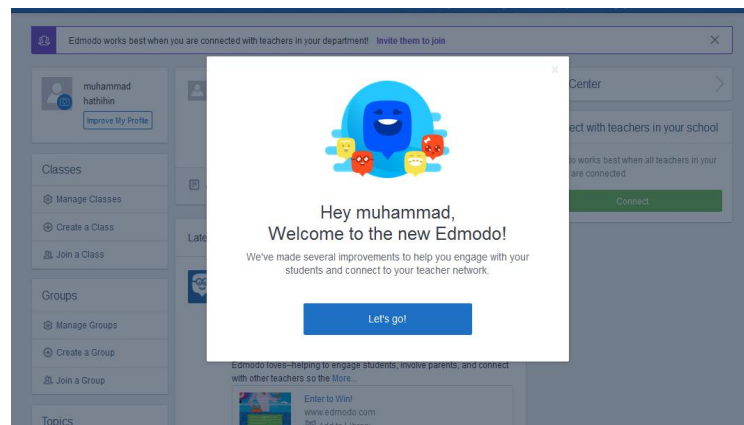 Edmodo works best when you are connected with teachers in your department! Invite them to join
muhammad
hathihin
Improve My Profile
Classes
Manage Classes
Create a Class
Join a Class
Groups
Manage Groups
Create a Group
Join a Group
Topics
Late
Hey muhammad,
Welcome to the new Edmodo!
We've made several improvements to help you engage with your
students and connect to your teacher network.
Let's go!
Edmodo loves–helping to engage students, involve parents, and connect
with other teachers so the More...
Enter to Win!
www.edmodo.com
Add to Library
Center
ect with teachers in your school
do works best when all teachers in your
are connected.
Connect